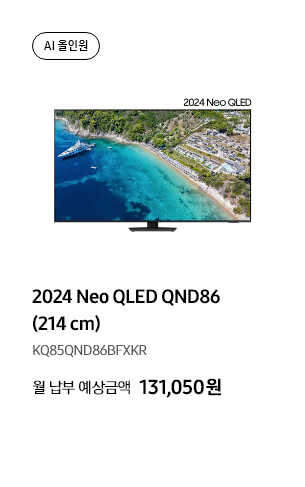 AI 올인원
2024 Neo QLED
2024 Neo QLED QND86
(214 cm)
KQ85QND86BFXKR
월 납부 예상금액 131,050원